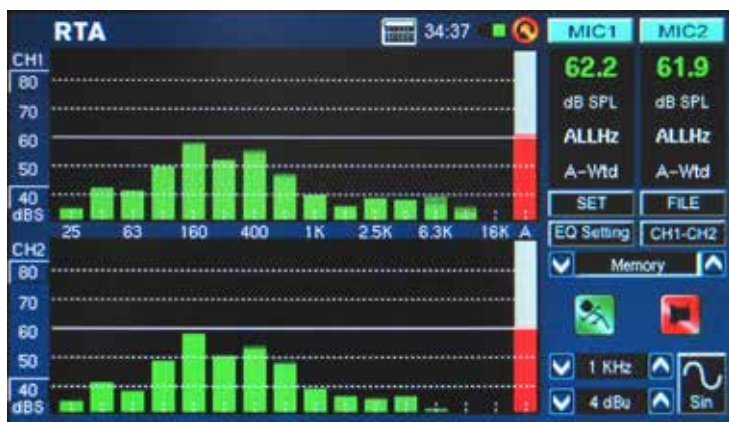 RTA 34:37 MIC1 MIC2
CH1
80
70
60
50
40
dBS
25 63 160 400 1K 2.5K 6.3K 16K A
CH2
80
70
60
50
40
dBS
62.2 61.9
dB SPL dB SPL
ALLHz ALLHz
A-Wtd A-Wtd
SET FILE
EQ Setting CH1-CH2
Memory
1 KHz
4 dBu
Sin